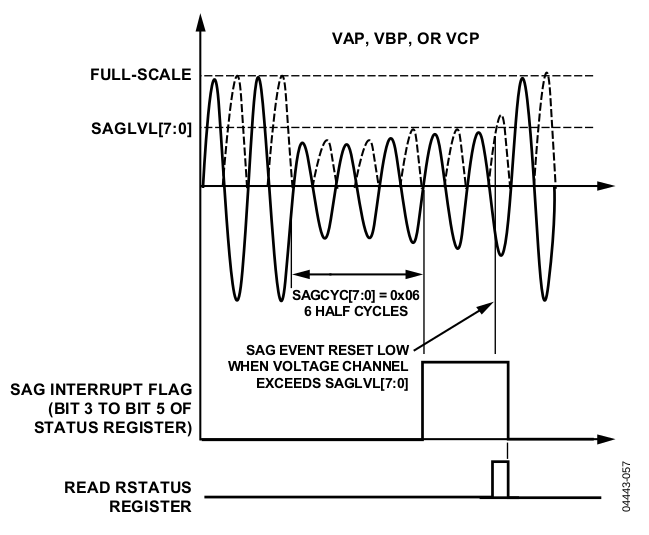 VAP, VBP, OR VCP
FULL-SCALE
SAGLVL[7:0]
SAGCYC[7:0] = 0x06
6 HALF CYCLES
SAG EVENT RESET LOW
WHEN VOLTAGE CHANNEL
EXCEEDS SAGLVL[7:0]
SAG INTERRUPT FLAG
(BIT 3 TO BIT 5 OF
STATUS REGISTER)
READ RSTATUS
REGISTER
04443-057